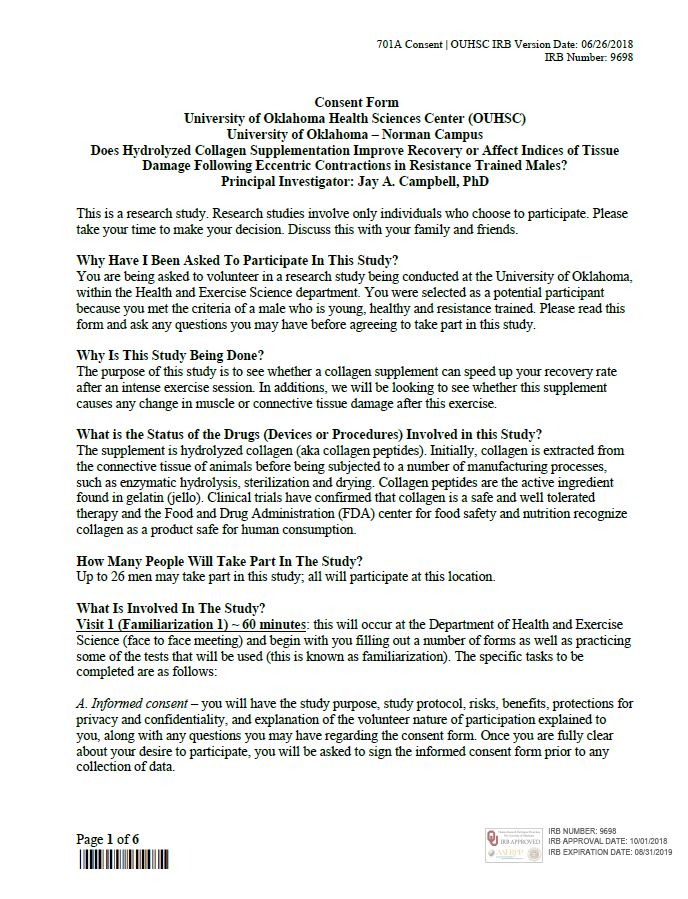 701A Consent | OUHSC IRB Version Date: 06/26/2018
IRB Number: 9698
Consent Form
University of Oklahoma Health Sciences Center (OUHSC)
University of Oklahoma – Norman Campus
Does Hydrolyzed Collagen Supplementation Improve Recovery or Affect Indices of Tissue
Damage Following Eccentric Contractions in Resistance Trained Males?
Principal Investigator: Jay A. Campbell, PhD
This is a research study. Research studies involve only individuals who choose to participate. Please
take your time to make your decision. Discuss this with your family and friends.
Why Have I Been Asked To Participate In This Study?
You are being asked to volunteer in a research study being conducted at the University of Oklahoma,
within the Health and Exercise Science department. You were selected as a potential participant
because you met the criteria of a male who is young, healthy and resistance trained. Please read this
form and ask any questions you may have before agreeing to take part in this study.
Why Is This Study Being Done?
The purpose of this study is to see whether a collagen supplement can speed up your recovery rate
after an intense exercise session. In additions, we will be looking to see whether this supplement
causes any change in muscle or connective tissue damage after this exercise.
What is the Status of the Drugs (Devices or Procedures) Involved in this Study?
The supplement is hydrolyzed collagen (aka collagen peptides). Initially, collagen is extracted from
the connective tissue of animals before being subjected to a number of manufacturing processes,
such as enzymatic hydrolysis, sterilization and drying. Collagen peptides are the active ingredient
found in gelatin (jello). Clinical trials have confirmed that collagen is a safe and well tolerated
therapy and the Food and Drug Administration (FDA) center for food safety and nutrition recognize
collagen as a product safe for human consumption.
How Many People Will Take Part In The Study?
Up to 26 men may take part in this study; all will participate at this location.
What Is Involved In The Study?
Visit 1 (Familiarization 1) ~ 60 minutes: this will occur at the Department of Health and Exercise
Science (face to face meeting) and begin with you filling out a number of forms as well as practicing
some of the tests that will be used (this is known as familiarization). The specific tasks to be
completed are as follows:
A. Informed consent – you will have the study purpose, study protocol, risks, benefits, protections for
privacy and confidentiality, and explanation of the volunteer nature of participation explained to
you, along with any questions you may have regarding the consent form. Once you are fully clear
about your desire to participate, you will be asked to sign the informed consent form prior to any
collection of data.
Page 1 of 6
IRB APPROVED
IRB NUMBER: 9698
IRB APPROVAL DATE: 10/01/2018
IRB EXPIRATION DATE: 08/31/2019